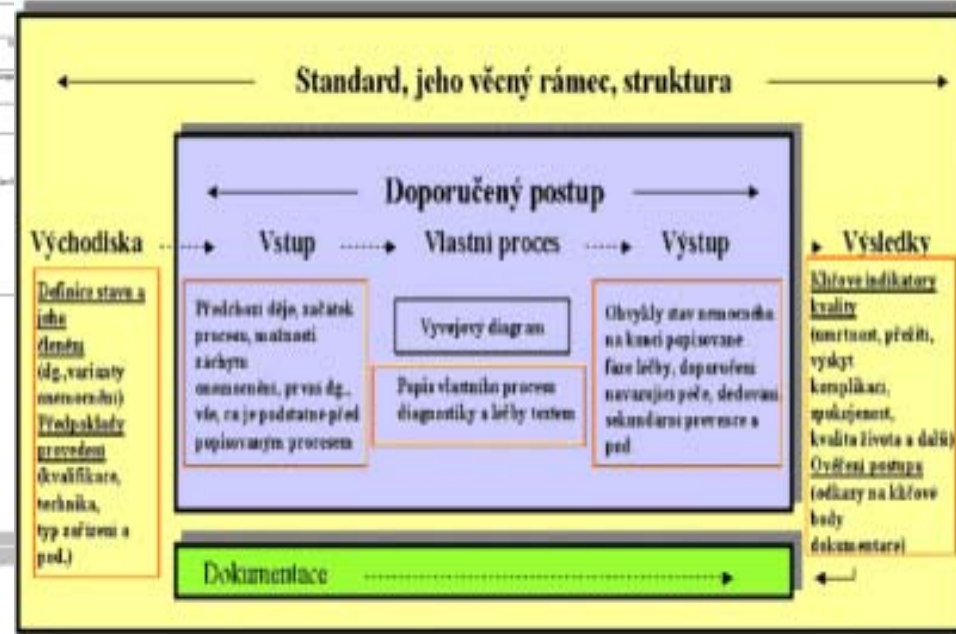 Standard, jeho věcný rámec, struktura
Doporučený postup
Východiska
Vstup
Vlastní proces
Výstup
Výsledky
Definice stavu a
jeho
členění
(dg.,varianty
onemocnění)
Předpoklady
provedení
(kvalifikace,
technika,
typ zařízení a
pod.)
Předchozí děje, začátek
procesu, možnosti
záchytu
onemocnění, první dg.,
vše, co je podstatné před
popisovaným procesem
Vývojový diagram
Popis vlastního procesu
diagnostiky a léčby textem
Obvyklý stav nemocného
na konci popisované
fáze léčby, doporučení
navazující péče, sledování
sekundární prevence a
pod
Klíčové indikátory
kvality
(úmrtnost, přežití,
výskyt
komplikací,
spokojenost,
kvalita života a další)
Ověření postupu
(odkazy na klíčové
body
dokumentace)
Dokumentace